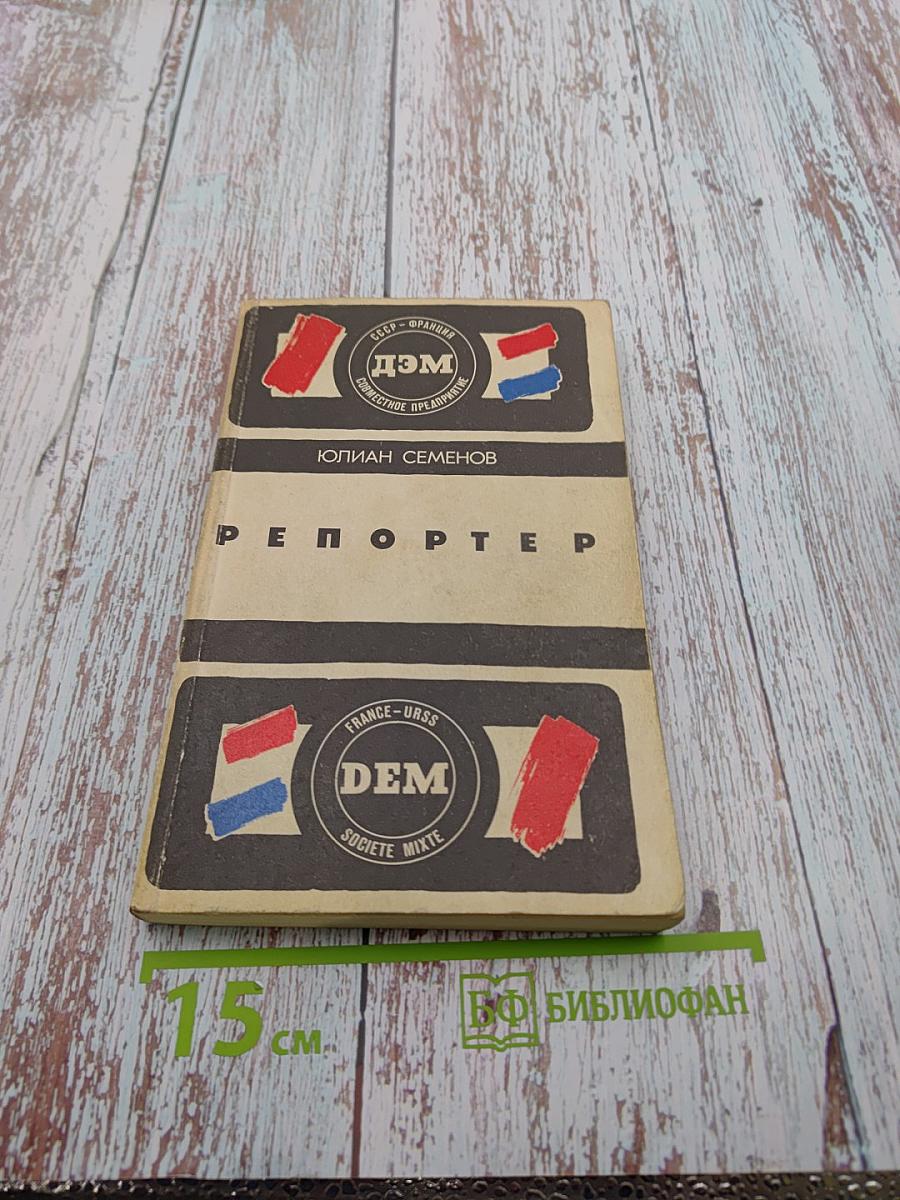 СССР – ФРАНЦИЯ
ДЭМ
СОВМЕСТНОЕ ПРЕДПРИЯТИЕ
ЮЛИАН СЕМЕНОВ
РЕПОРТЕР
FRANCE–URSS
DEM
SOCIETE MIXTE
15 см
БФ БИБЛИОФАН